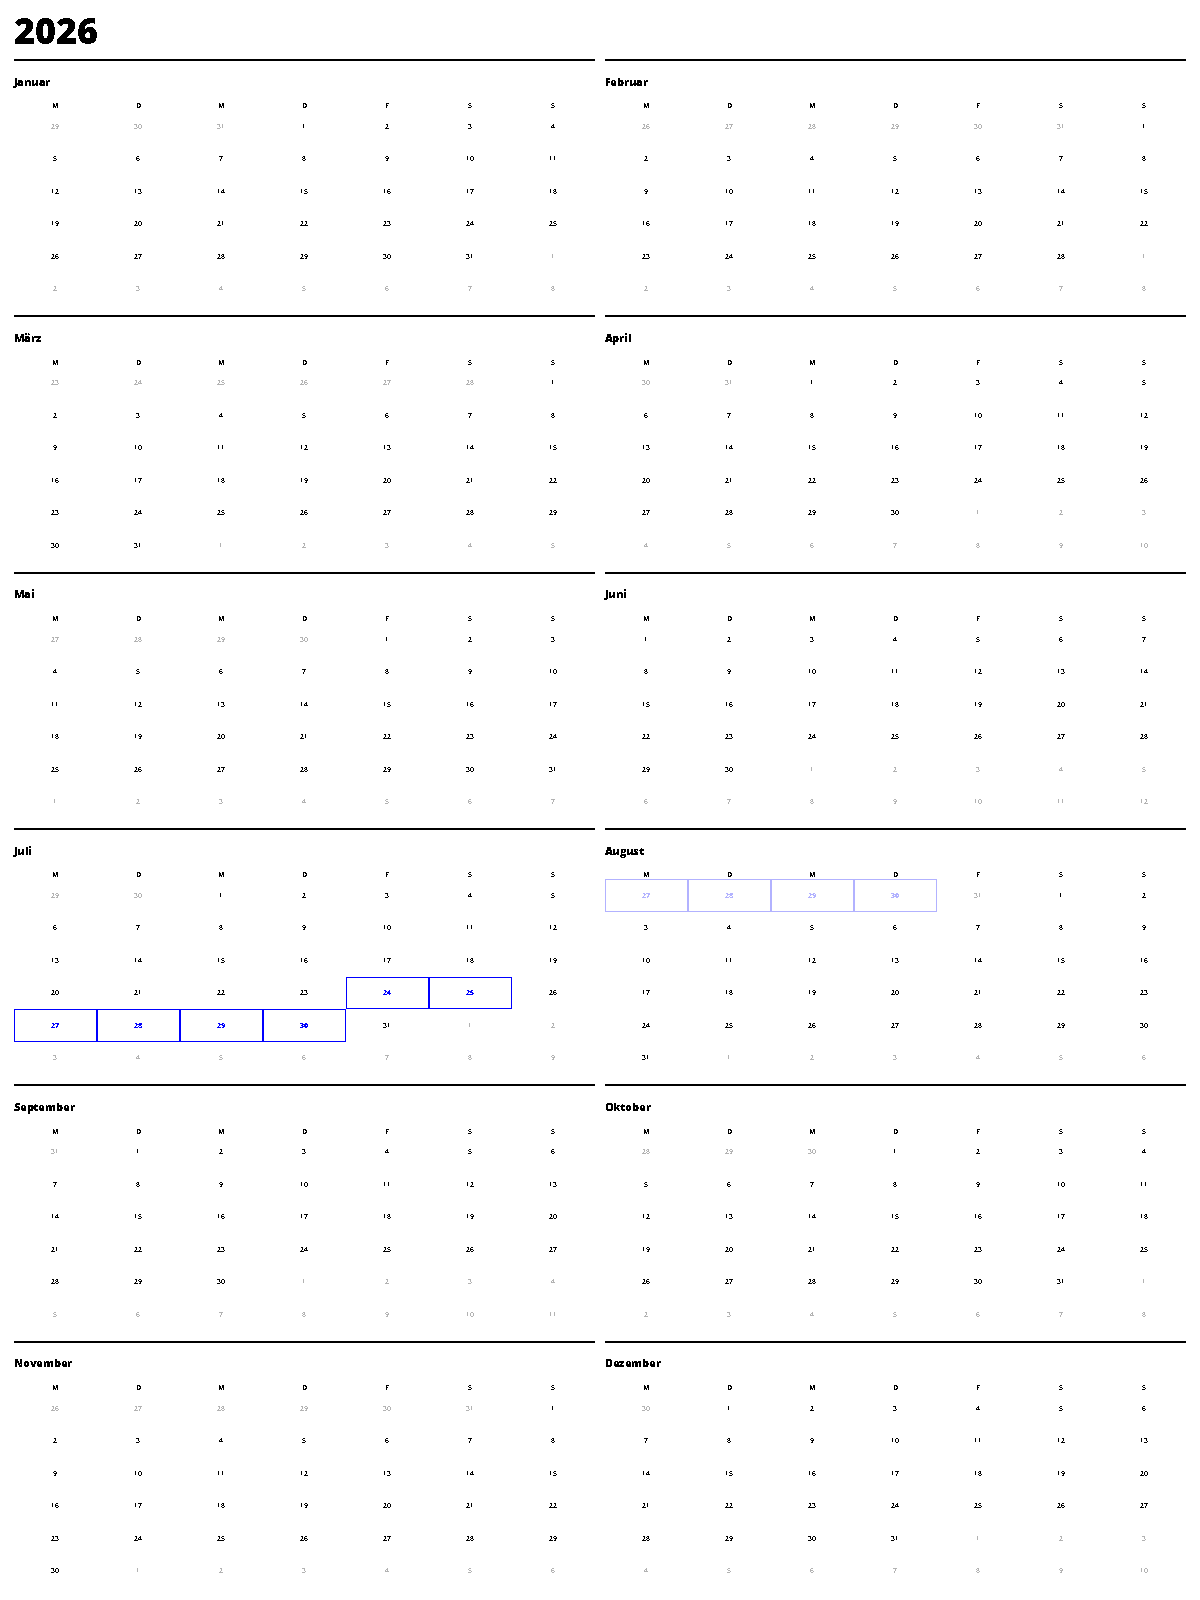 2026
Januar
M D M D F S S
29 30 31 1 2 3 4
5 6 7 8 9 10 11
12 13 14 15 16 17 18
19 20 21 22 23 24 25
26 27 28 29 30 31 1
2 3 4 5 6 7 8
Februar
M D M D F S S
26 27 28 29 30 31 1
2 3 4 5 6 7 8
9 10 11 12 13 14 15
16 17 18 19 20 21 22
23 24 25 26 27 28 1
2 3 4 5 6 7 8
März
M D M D F S S
23 24 25 26 27 28 1
2 3 4 5 6 7 8
9 10 11 12 13 14 15
16 17 18 19 20 21 22
23 24 25 26 27 28 29
30 31 1 2 3 4 5
April
M D M D F S S
30 31 1 2 3 4 5
6 7 8 9 10 11 12
13 14 15 16 17 18 19
20 21 22 23 24 25 26
27 28 29 30 1 2 3
4 5 6 7 8 9 10
Mai
M D M D F S S
27 28 29 30 1 2 3
4 5 6 7 8 9 10
11 12 13 14 15 16 17
18 19 20 21 22 23 24
25 26 27 28 29 30 31
1 2 3 4 5 6 7
Juni
M D M D F S S
1 2 3 4 5 6 7
8 9 10 11 12 13 14
15 16 17 18 19 20 21
22 23 24 25 26 27 28
29 30 1 2 3 4 5
6 7 8 9 10 11 12
Juli
M D M D F S S
29 30 1 2 3 4 5
6 7 8 9 10 11 12
13 14 15 16 17 18 19
20 21 22 23 24 25 26
27 28 29 30 31 1 2
3 4 5 6 7 8 9
August
M D M D F S S
27 28 29 30 31 1 2
3 4 5 6 7 8 9
10 11 12 13 14 15 16
17 18 19 20 21 22 23
24 25 26 27 28 29 30
31 1 2 3 4 5 6
September
M D M D F S S
31 1 2 3 4 5 6
7 8 9 10 11 12 13
14 15 16 17 18 19 20
21 22 23 24 25 26 27
28 29 30 1 2 3 4
5 6 7 8 9 10 11
Oktober
M D M D F S S
28 29 30 1 2 3 4
5 6 7 8 9 10 11
12 13 14 15 16 17 18
19 20 21 22 23 24 25
26 27 28 29 30 31 1
2 3 4 5 6 7 8
November
M D M D F S S
26 27 28 29 30 31 1
2 3 4 5 6 7 8
9 10 11 12 13 14 15
16 17 18 19 20 21 22
23 24 25 26 27 28 29
30 1 2 3 4 5 6
Dezember
M D M D F S S
30 1 2 3 4 5 6
7 8 9 10 11 12 13
14 15 16 17 18 19 20
21 22 23 24 25 26 27
28 29 30 31 1 2 3
4 5 6 7 8 9 10